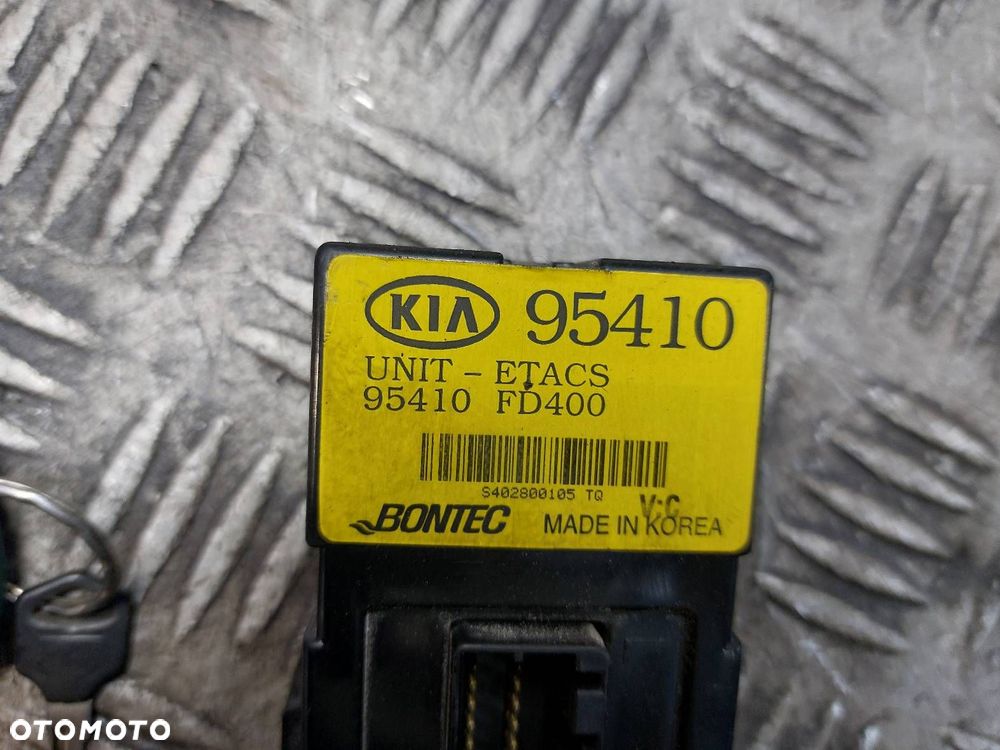 KIA 95410
UNIT - ETACS
95410 FD400
S402800105 TQ
V:C
BONTEC MADE IN KOREA
OTOMOTO